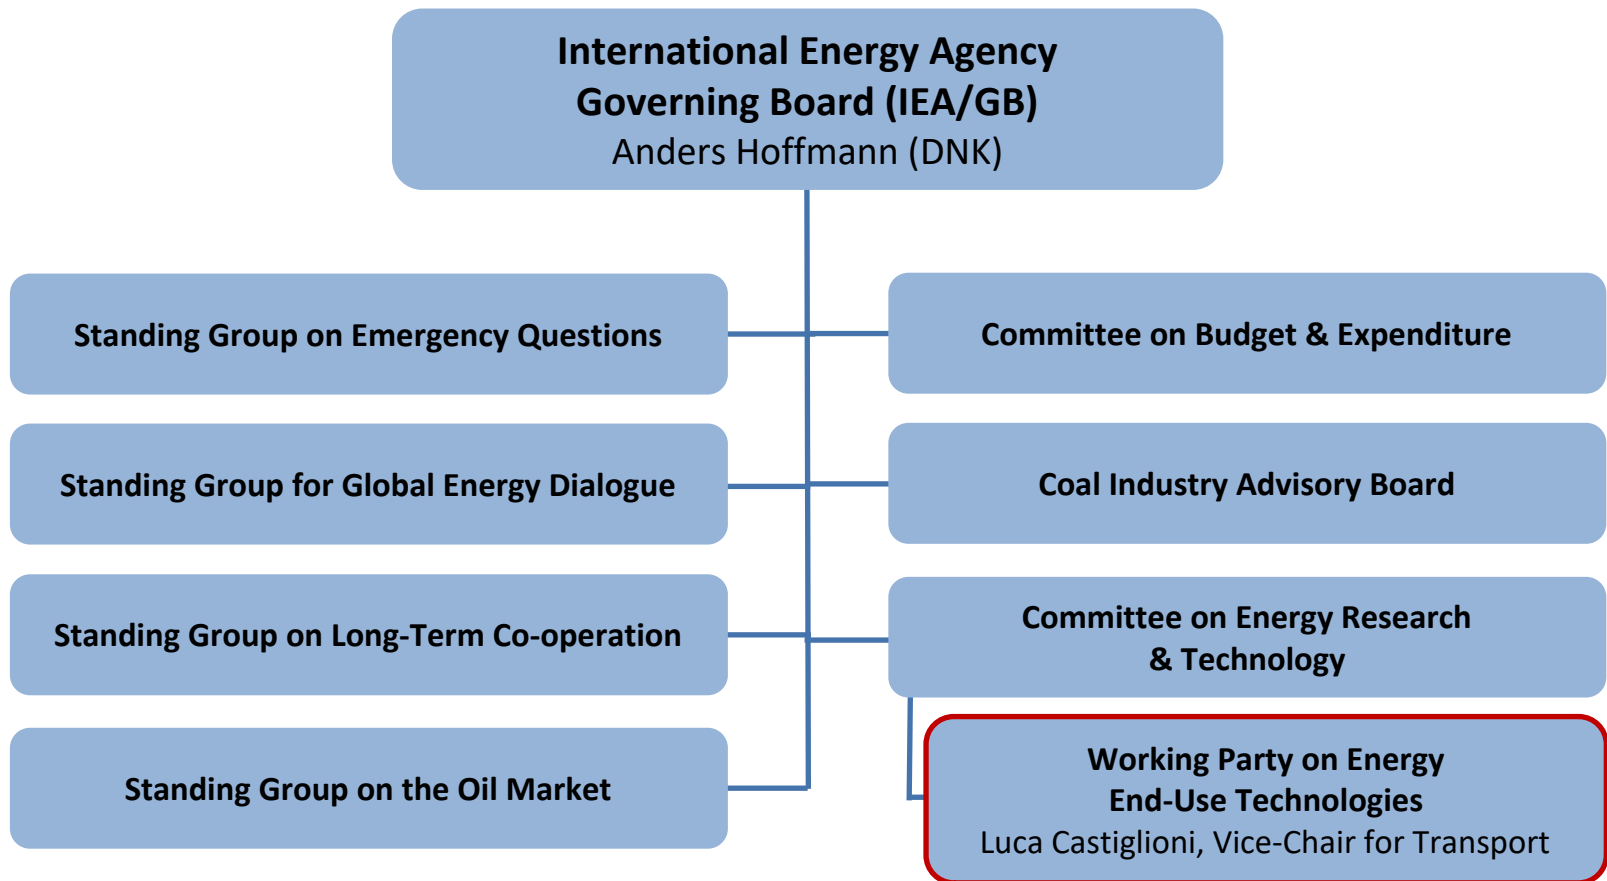 International Energy Agency
Governing Board (IEA/GB)
Anders Hoffmann (DNK)
Standing Group on Emergency Questions
Committee on Budget & Expenditure
Standing Group for Global Energy Dialogue
Coal Industry Advisory Board
Standing Group on Long-Term Co-operation
Committee on Energy Research
& Technology
Standing Group on the Oil Market
Working Party on Energy
End-Use Technologies
Luca Castiglioni, Vice-Chair for Transport